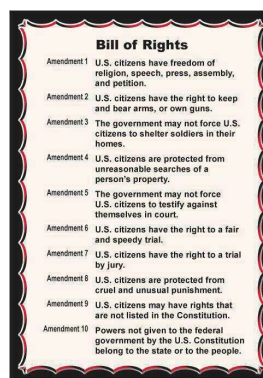 Bill of Rights
Amendment 1 U.S. citizens have freedom of
religion, speech, press, assembly,
and petition.
Amendment 2 U.S. citizens have the right to keep
and bear arms, or own guns.
Amendment 3 The government may not force U.S.
citizens to shelter soldiers in their
homes.
Amendment 4 U.S. citizens are protected from
unreasonable searches of a
person's property.
Amendment 5 The government may not force
U.S. citizens to testify against
themselves in court.
Amendment 6 U.S. citizens have the right to a fair
and speedy trial.
Amendment 7 U.S. citizens have the right to a trial
by jury.
Amendment 8 U.S. citizens are protected from
cruel and unusual punishment.
Amendment 9 U.S. citizens may have rights that
are not listed in the Constitution.
Amendment 10 Powers not given to the federal
government by the U.S. Constitution
belong to the state or to the people.